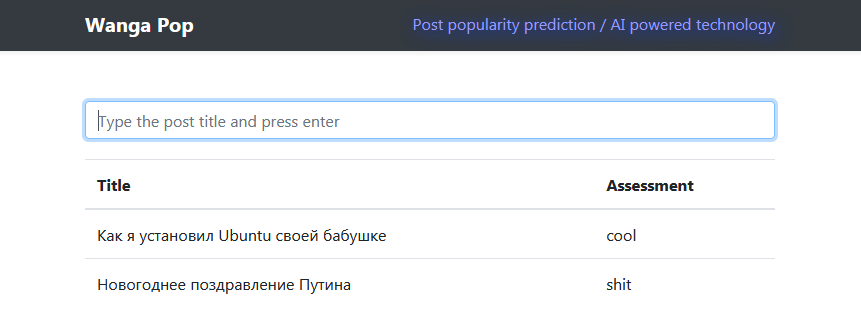 Wanga Pop
Post popularity prediction / AI powered technology
Type the post title and press enter
Title Assessment
Как я установил Ubuntu своей бабушке cool
Новогоднее поздравление Путина shit